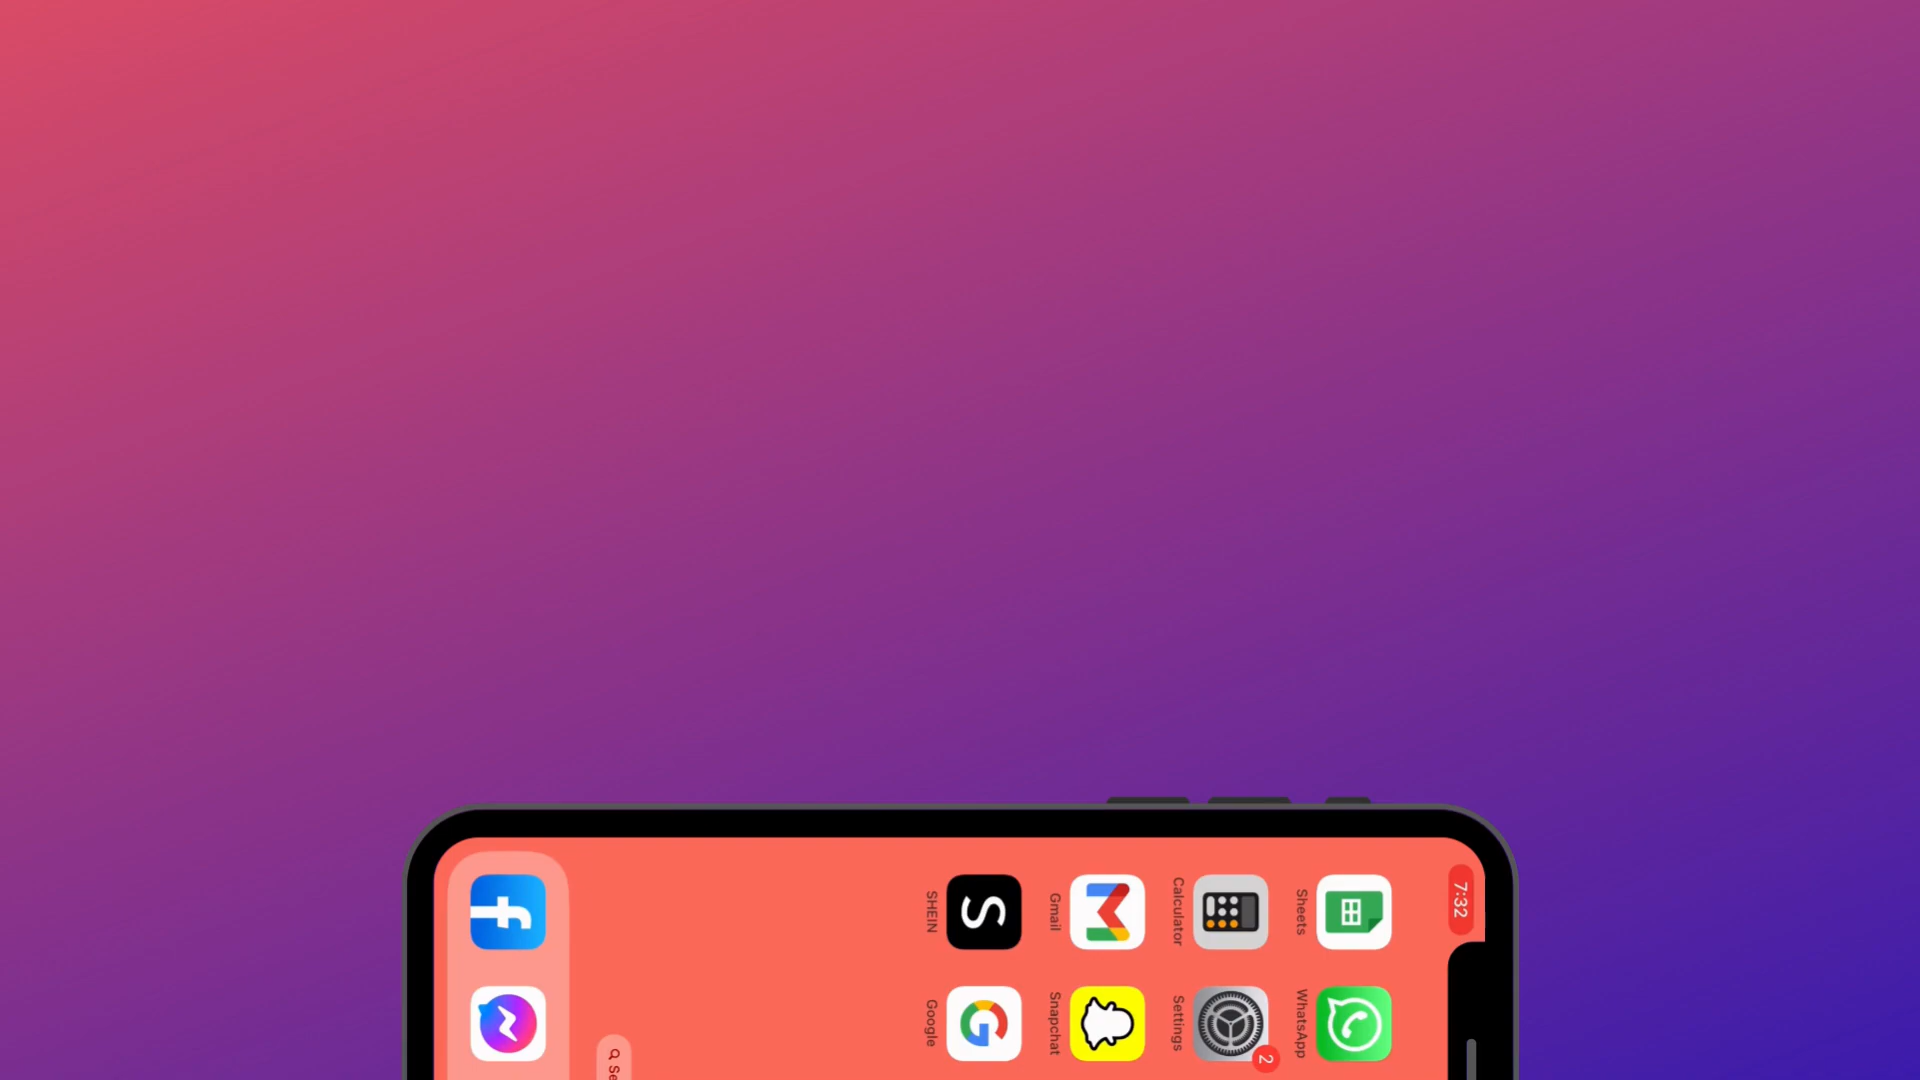 7:32
Sheets
WhatsApp
Calculator
Settings
2
Gmail
Snapchat
SHEIN
Google